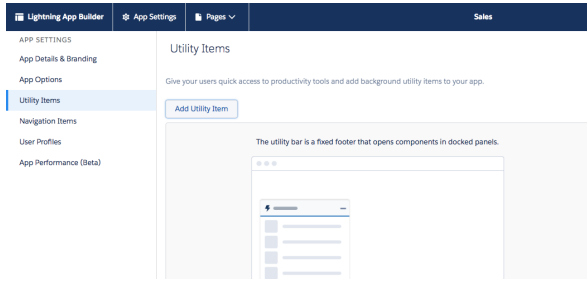 Lightning App Builder App Settings Pages Sales
APP SETTINGS
App Details & Branding
App Options
Utility Items
Navigation Items
User Profiles
App Performance (Beta)
Utility Items
Give your users quick access to productivity tools and add background utility items to your app.
Add Utility Item
The utility bar is a fixed footer that opens components in docked panels.